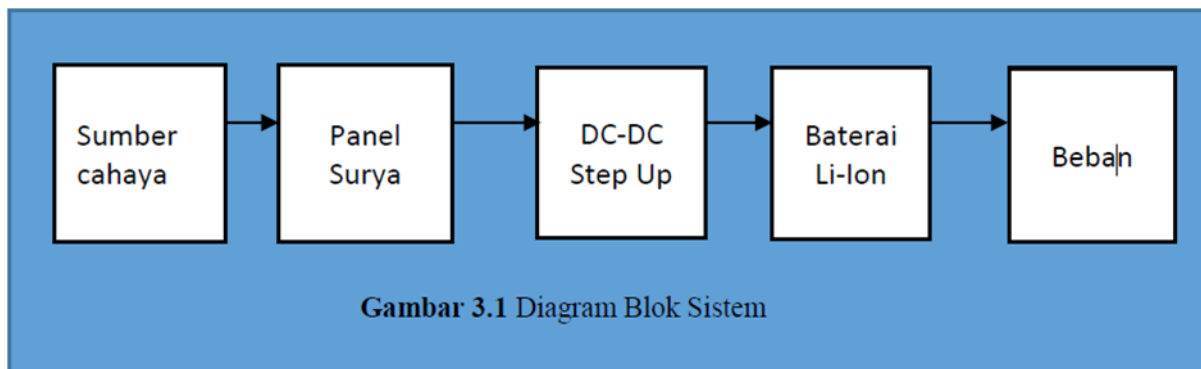 Sumber
cahaya
Panel
Surya
DC-DC
Step Up
Baterai
Li-Ion
Beban
Gambar 3.1 Diagram Blok Sistem